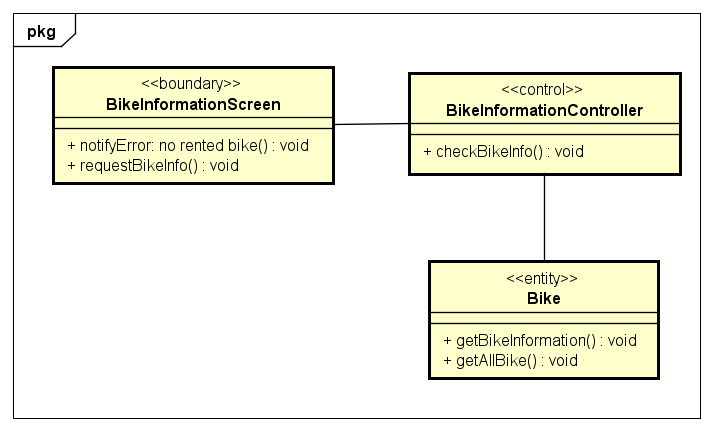 pkg
<<boundary>>
BikeInformationScreen
+ notifyError: no rented bike() : void
+ requestBikeInfo() : void
<<control>>
BikeInformationController
+ checkBikeInfo() : void
<<entity>>
Bike
+ getBikeInformation() : void
+ getAllBike() : void